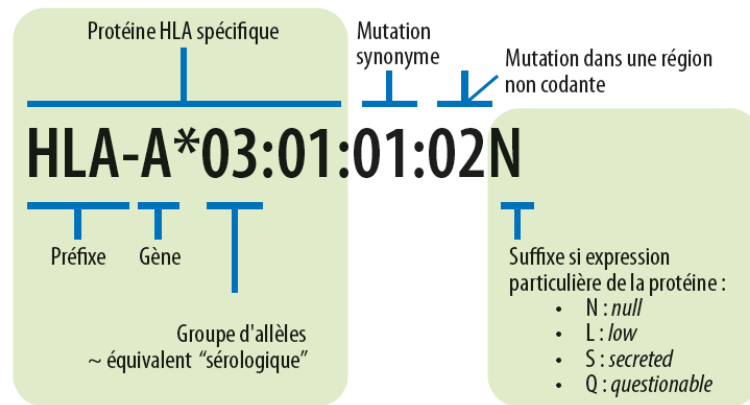 Protéine HLA spécifique
Mutation
synonyme
Mutation dans une région
non codante
HLA-A*03:01:01:02N
Préfixe
Gène
Groupe d'allèles
~ équivalent “sérologique”
Suffixe si expression
particulière de la protéine :
• N : null
• L : low
• S : secreted
• Q : questionable